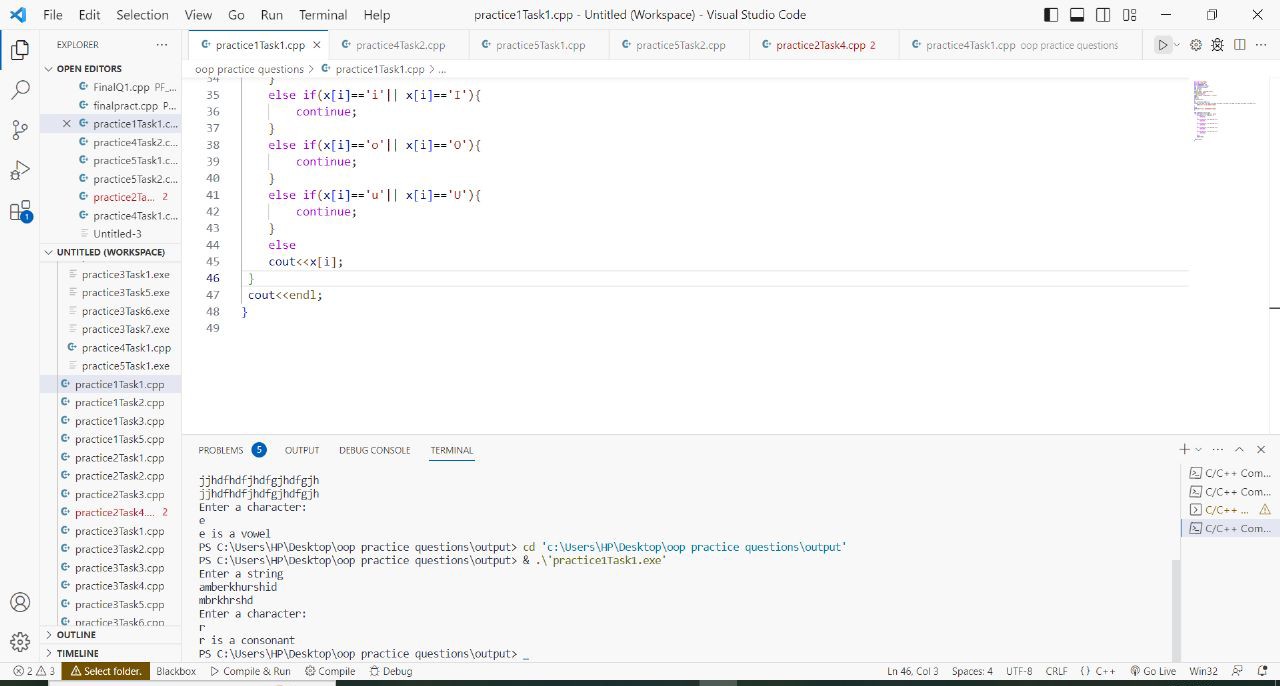 File Edit Selection View Go Run Terminal Help practice1Task1.cpp - Untitled (Workspace) - Visual Studio Code
EXPLORER
practice1Task1.cpp practice4Task2.cpp practice5Task1.cpp practice5Task2.cpp practice2Task4.cpp 2 practice4Task1.cpp oop practice questions
OPEN EDITORS
FinalQ1.cpp PF_...
finalpract.cpp P...
practice1Task1.c...
practice4Task2.c...
practice5Task1.c...
practice5Task2.c...
practice2Ta... 2
practice4Task1.c...
Untitled-3
UNTITLED (WORKSPACE)
practice3Task1.exe
practice3Task5.exe
practice3Task6.exe
practice3Task7.exe
practice4Task1.cpp
practice5Task1.exe
practice1Task1.cpp
practice1Task2.cpp
practice1Task3.cpp
practice1Task5.cpp
practice2Task1.cpp
practice2Task2.cpp
practice2Task3.cpp
practice2Task4.... 2
practice3Task1.cpp
practice3Task2.cpp
practice3Task3.cpp
practice3Task4.cpp
practice3Task5.cpp
practice3Task6.cpp
OUTLINE
TIMELINE
1
oop practice questions > practice1Task1.cpp > ...
34 }
35 else if(x[i]=='i'|| x[i]=='I'){
36 continue;
37 }
38 else if(x[i]=='o'|| x[i]=='O'){
39 continue;
40 }
41 else if(x[i]=='u'|| x[i]=='U'){
42 continue;
43 }
44 else
45 cout<<x[i];
46 }
47 cout<<endl;
48 }
49
PROBLEMS 5 OUTPUT DEBUG CONSOLE TERMINAL
jjhdfhdfjhdfgjhdfgjh
jjhdfhdfjhdfgjhdfgjh
Enter a character:
e
e is a vowel
PS C:\Users\HP\Desktop\oop practice questions\output> cd 'c:\Users\HP\Desktop\oop practice questions\output'
PS C:\Users\HP\Desktop\oop practice questions\output> & .\'practice1Task1.exe'
Enter a string
amberkhurshid
mbrkhrshd
Enter a character:
r
r is a consonant
PS C:\Users\HP\Desktop\oop practice questions\output> _
C/C++ Com...
C/C++ Com...
C/C++ ...
C/C++ Com...
2 3 Select folder. Blackbox Compile & Run Compile Debug Ln 46, Col 3 Spaces: 4 UTF-8 CRLF {} C++ Go Live Win32